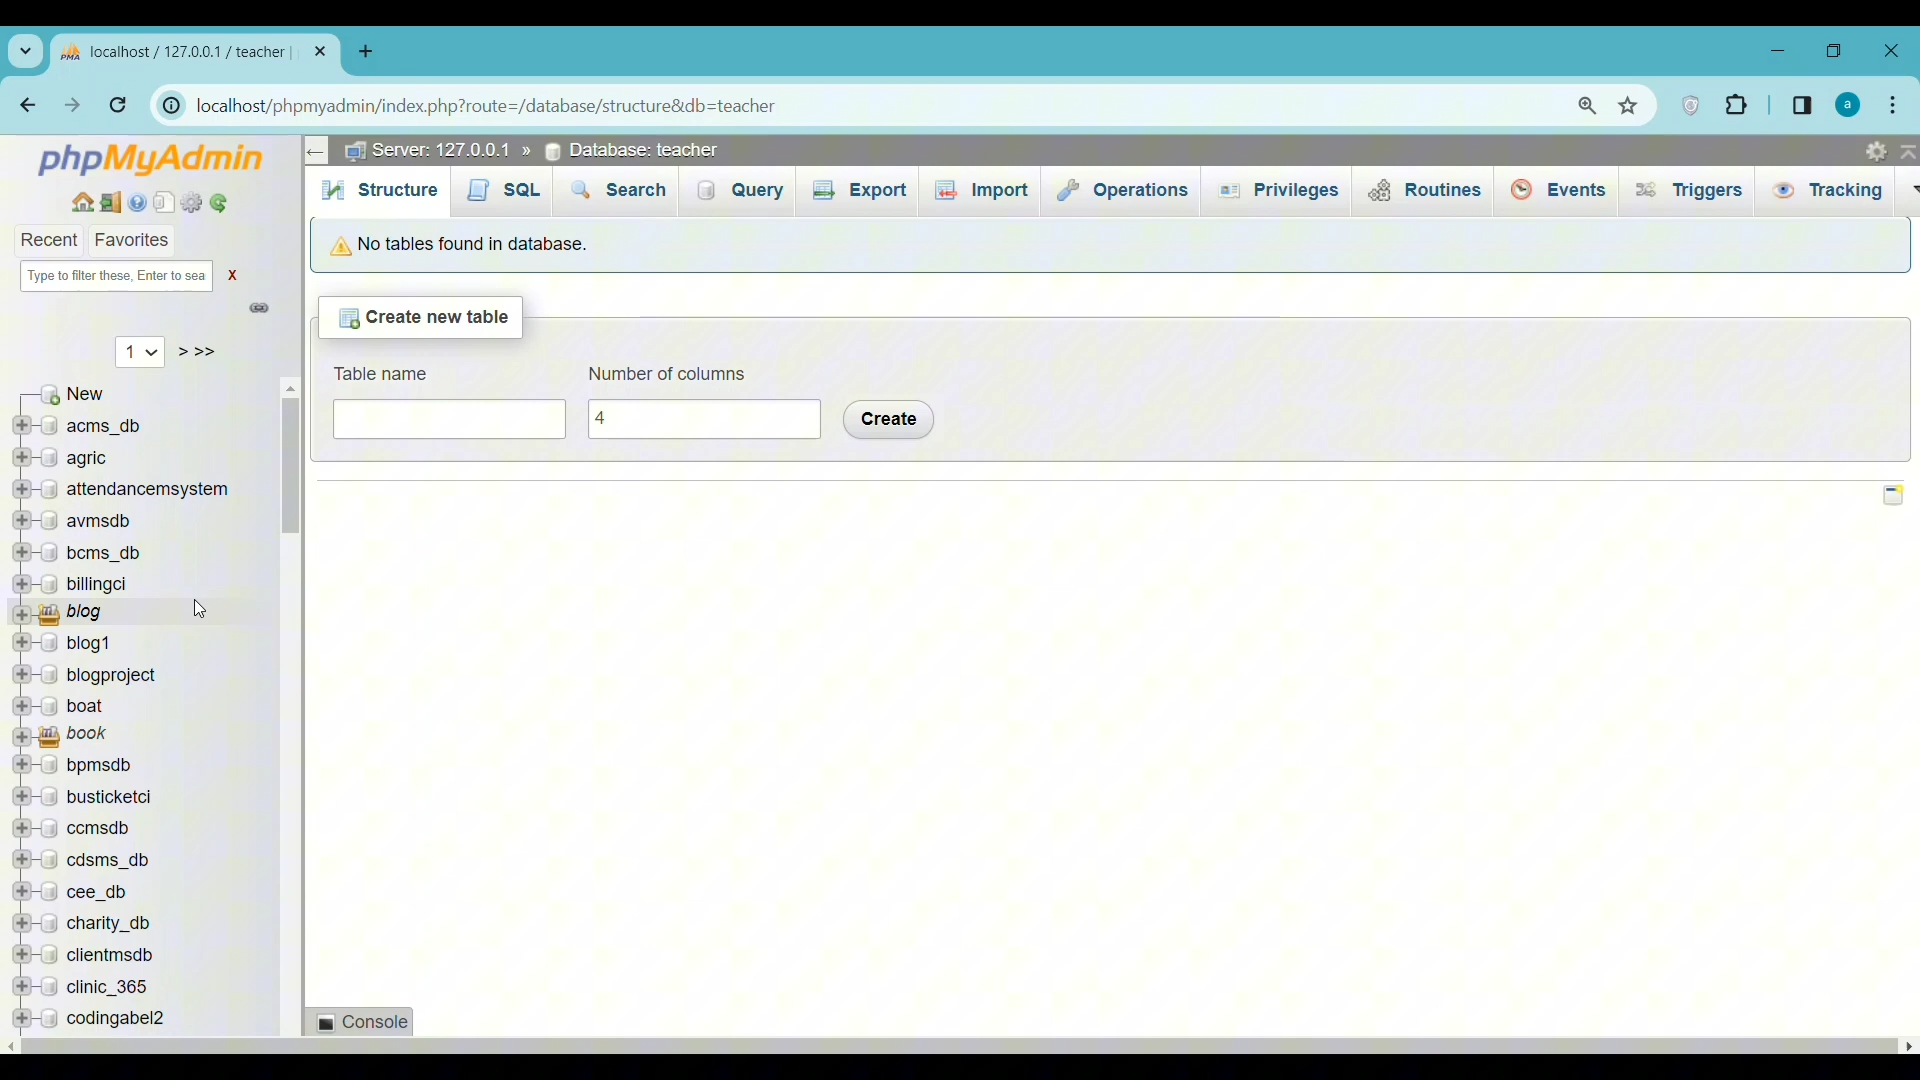 localhost / 127.0.0.1 / teacher |
localhost/phpmyadmin/index.php?route=/database/structure&db=teacher
a
phpMyAdmin
Recent Favorites
Type to filter these, Enter to sea X
1 > >>
New
acms_db
agric
attendancemsystem
avmsdb
bcms_db
billingci
blog
blog1
blogproject
boat
book
bpmsdb
busticketci
ccmsdb
cdsms_db
cee_db
charity_db
clientmsdb
clinic_365
codingabel2
Server: 127.0.0.1 » Database: teacher
Structure SQL Search Query Export Import Operations Privileges Routines Events Triggers Tracking
No tables found in database.
Create new table
Table name Number of columns
4 Create
Console